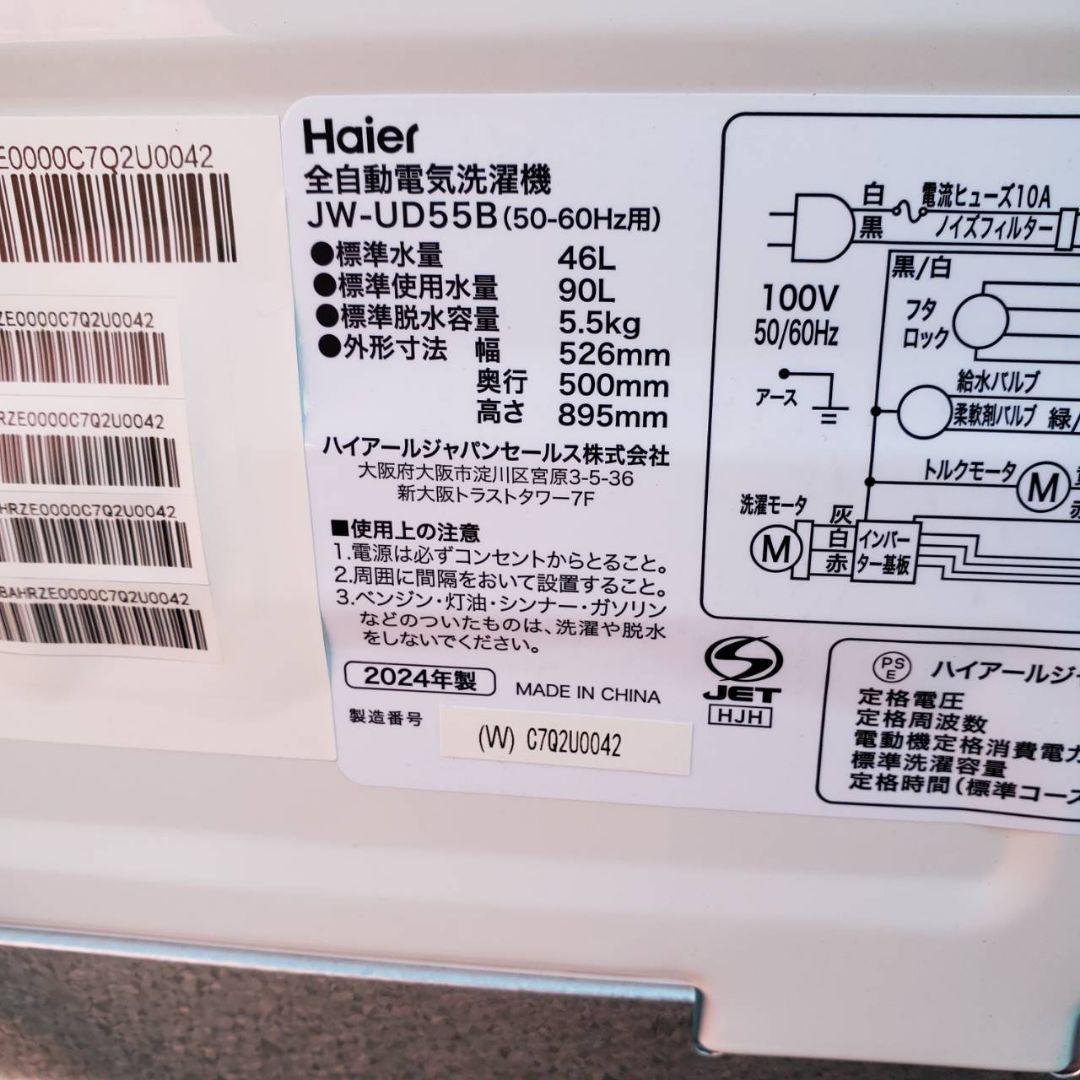 E0000C7Q2U0042
ZE0000C7Q2U0042
RZE0000C7Q2U0042
HRZE0000C7Q2U0042
BAHRZE0000C7Q2U0042
Haier
全自動電気洗濯機
JW-UD55B(50-60Hz用)
●標準水量 46L
●標準使用水量 90L
●標準脱水容量 5.5kg
●外形寸法 幅 526mm
奥行 500mm
高さ 895mm
ハイアールジャパンセールス株式会社
大阪府大阪市淀川区宮原3-5-36
新大阪トラストタワー7F
■使用上の注意
1.電源は必ずコンセントからとること。
2.周囲に間隔をおいて設置すること。
3.ベンジン・灯油・シンナー・ガソリン
などのついたものは、洗濯や脱水
をしないでください。
2024年製 MADE IN CHINA
製造番号 (W) C7Q2U0042
白 電流ヒューズ10A
黒 ノイズフィルター
黒/白
100V
50/60Hz
フタ
ロック
アース
給水バルブ
柔軟剤バルブ 緑/
トルクモータ M
洗濯モータ
M
灰
白
赤
インバー
ター基板
JET
HJH
PS
E
ハイアールジャ
定格電圧
定格周波数
電動機定格消費電力
標準洗濯容量
定格時間(標準コース